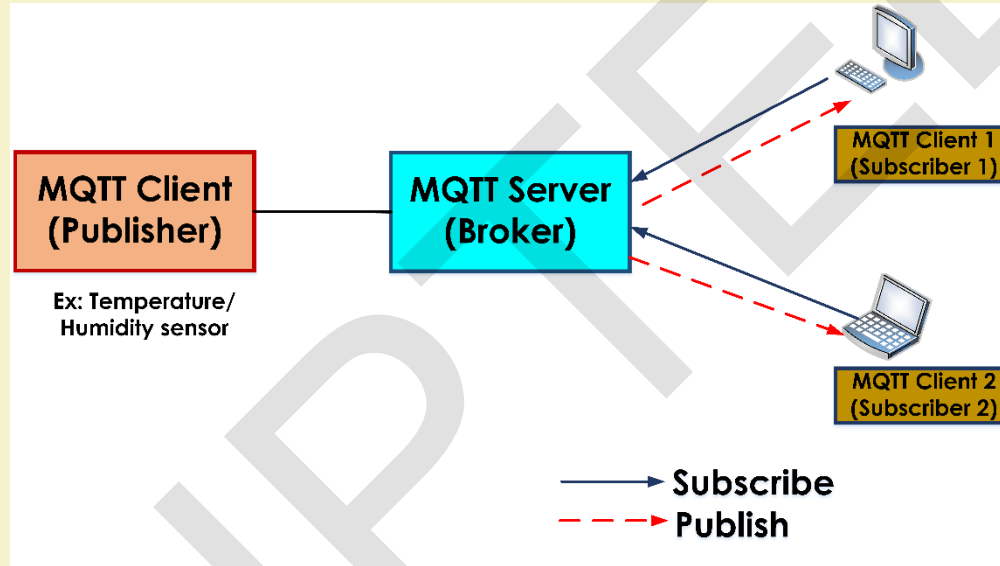 MQTT Client
(Publisher)
Ex: Temperature/
Humidity sensor
MQTT Server
(Broker)
MQTT Client 1
(Subscriber 1)
MQTT Client 2
(Subscriber 2)
Subscribe
Publish